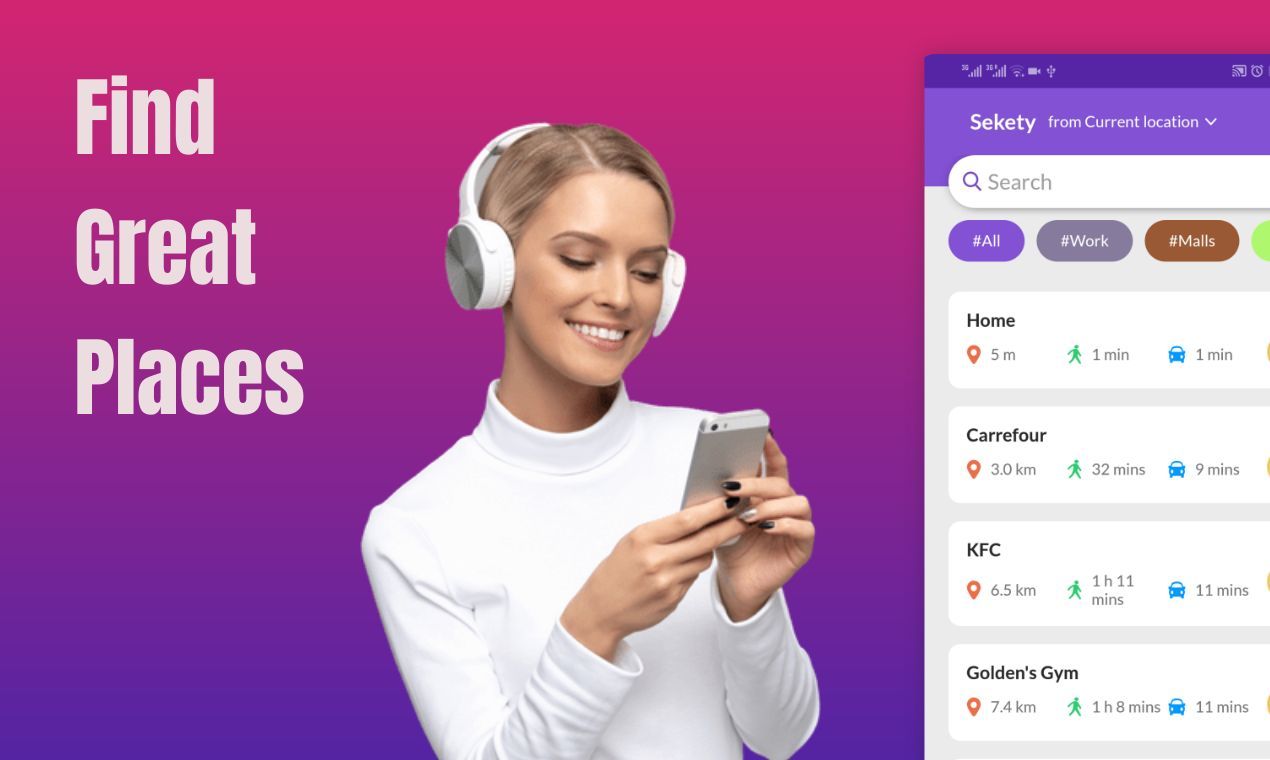 Find
Great
Places
3G 3G
Sekety from Current location
Search
#All #Work #Malls
Home
5 m 1 min 1 min
Carrefour
3.0 km 32 mins 9 mins
KFC
6.5 km 1 h 11 mins 11 mins
Golden's Gym
7.4 km 1 h 8 mins 11 mins